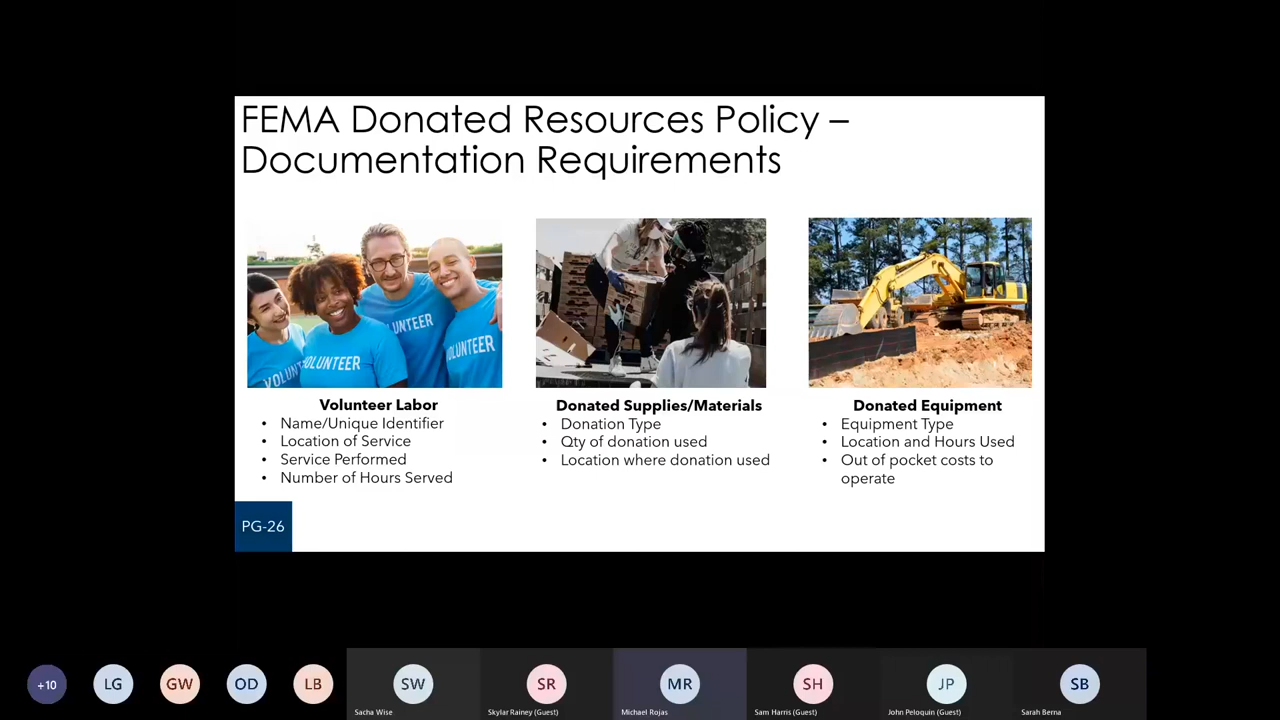 FEMA Donated Resources Policy –
Documentation Requirements
VOLUNTEER
VOLUNTEER
Volunteer Labor
• Name/Unique Identifier
• Location of Service
• Service Performed
• Number of Hours Served
Donated Supplies/Materials
• Donation Type
• Qty of donation used
• Location where donation used
Donated Equipment
• Equipment Type
• Location and Hours Used
• Out of pocket costs to
operate
PG-26
+10
LG
GW
OD
LB
SW
SR
MR
SH
JP
SB
Sacha Wise
Skylar Rainey (Guest)
Michael Rojas
Sam Harris (Guest)
John Peloquin (Guest)
Sarah Berna